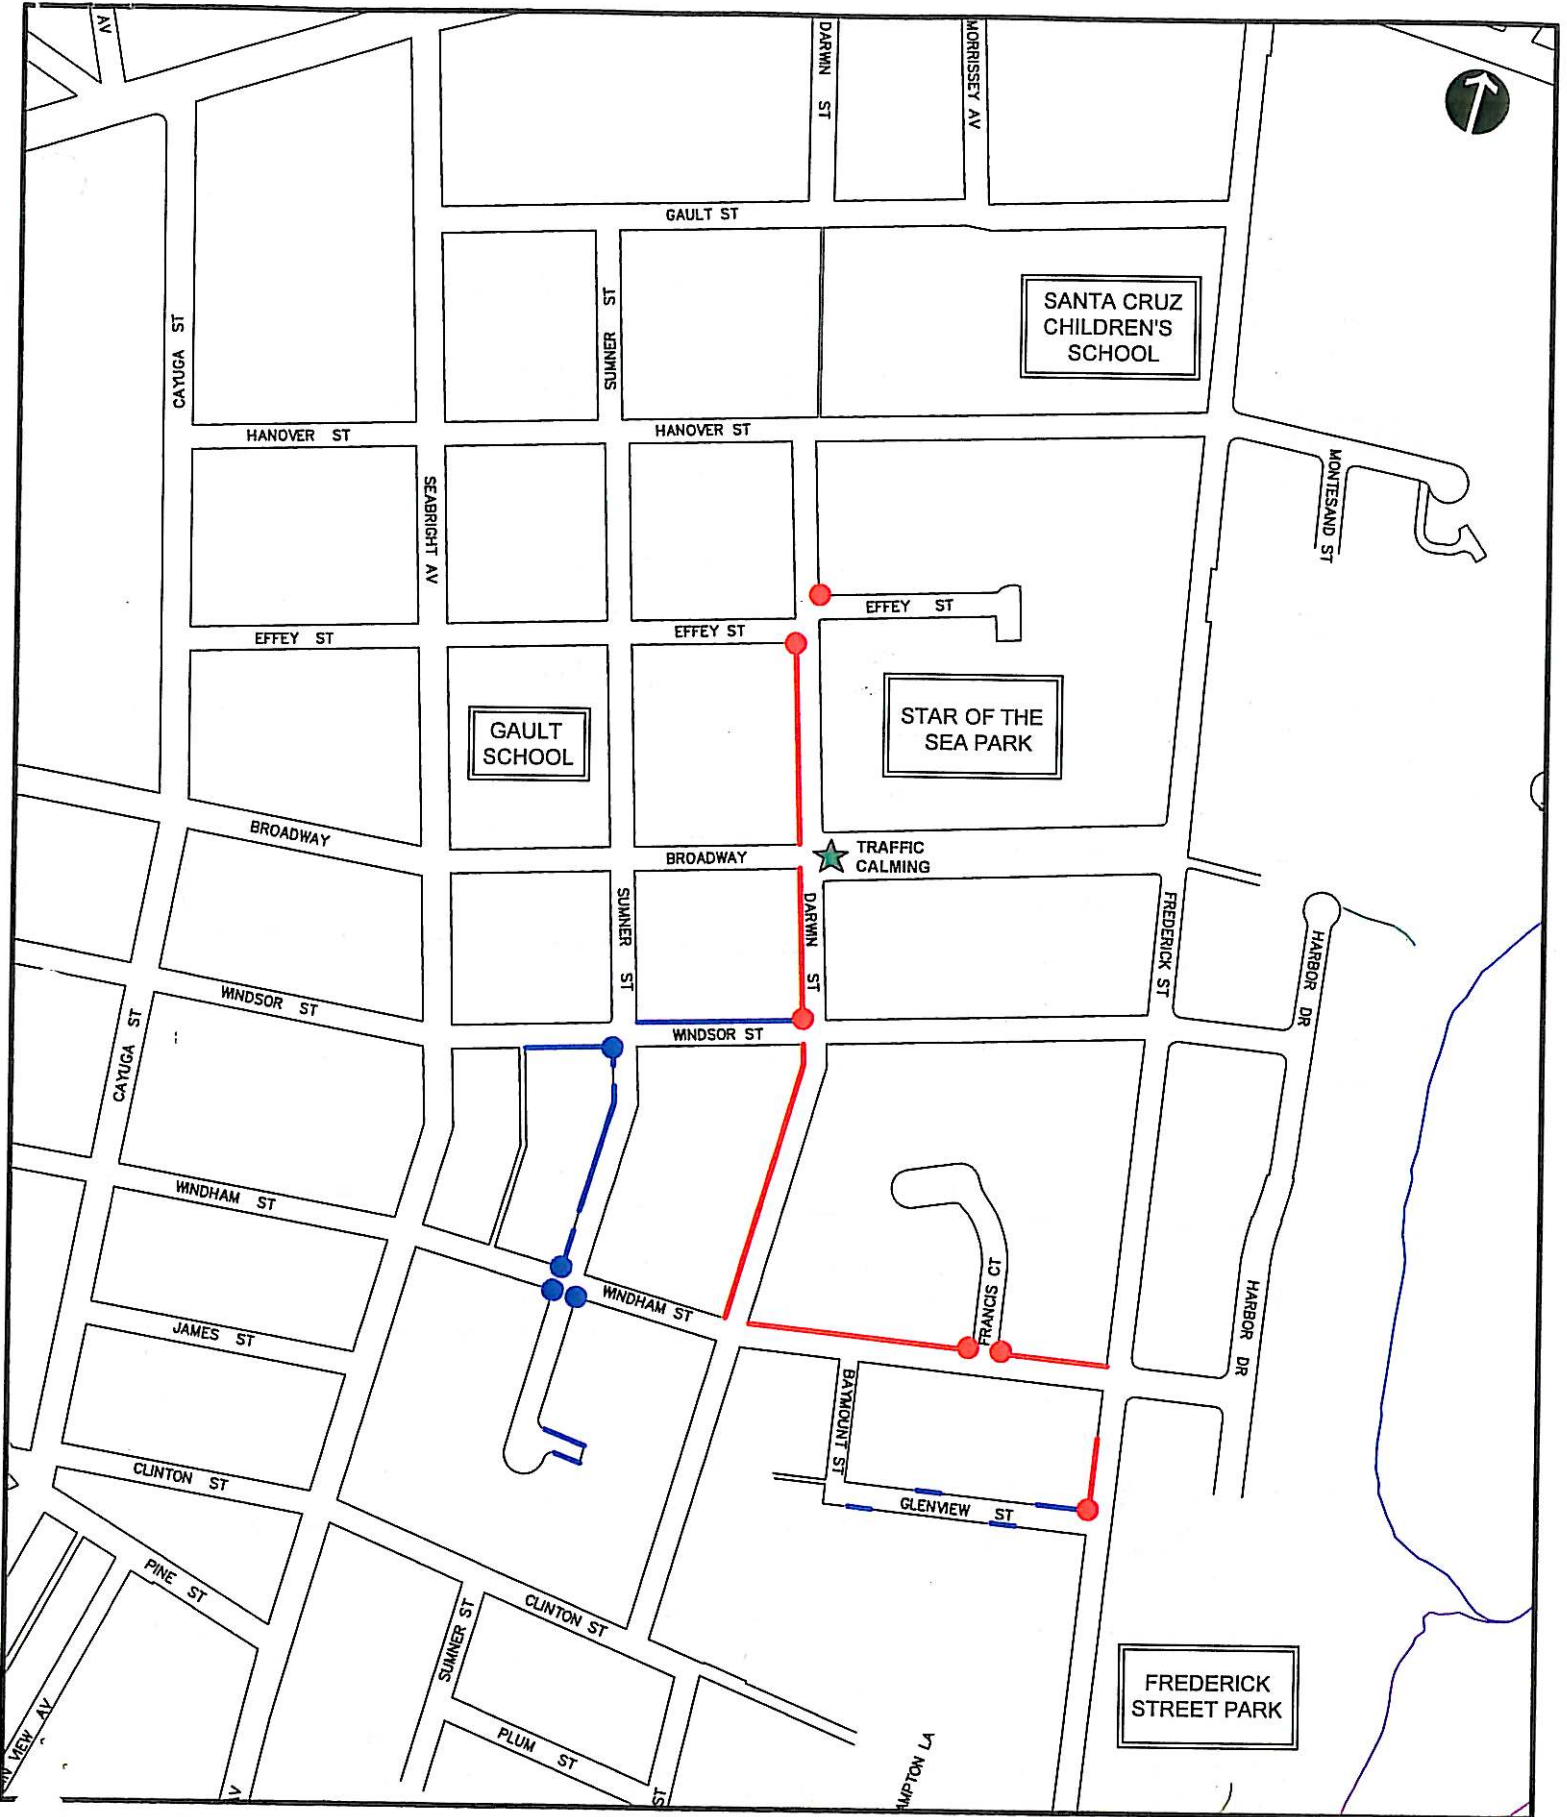 AV
DARWIN ST
MORRISSEY AV
GAULT ST
SANTA CRUZ
CHILDREN'S
SCHOOL
SUMNER ST
CAYUGA ST
HANOVER ST
HANOVER ST
MONTESAND ST
SEABRIGHT AV
EFFEY ST
EFFEY ST
EFFEY ST
GAULT
SCHOOL
STAR OF THE
SEA PARK
BROADWAY
BROADWAY
TRAFFIC
CALMING
SUMNER ST
DARWIN ST
FREDERICK ST
HARBOR DR
WINDSOR ST
WINDSOR ST
CAYUGA ST
WINDHAM ST
WINDHAM ST
FRANCIS CT
HARBOR DR
JAMES ST
BAYMOUNT ST
CLINTON ST
GLENVIEW ST
PINE ST
CLINTON ST
SUMNER ST
FREDERICK
STREET PARK
VIEW AV
PLUM ST
AMPTON LA
ST